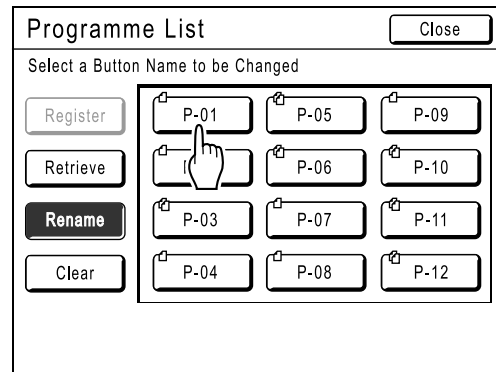 Programme List
Close
Select a Button Name to be Changed
Register
P-01
P-05
P-09
Retrieve
P-06
P-10
Rename
P-03
P-07
P-11
Clear
P-04
P-08
P-12